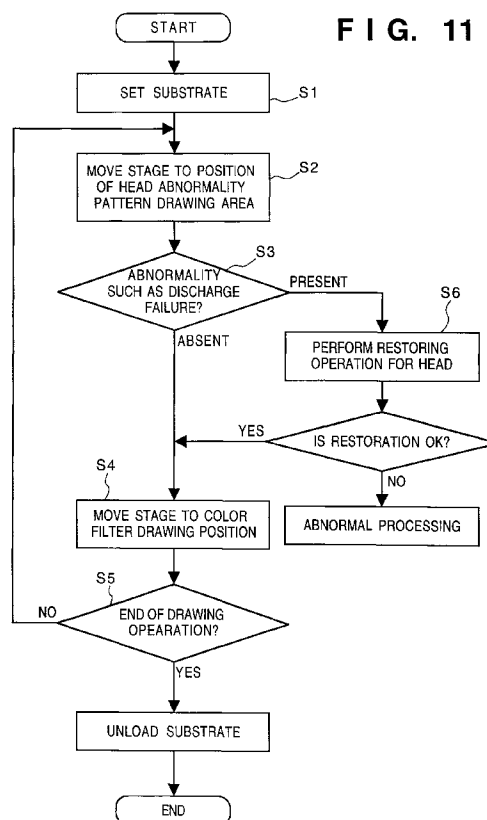 START
F I G. 11
SET SUBSTRATE
S1
MOVE STAGE TO POSITION
OF HEAD ABNORMALITY
PATTERN DRAWING AREA
S2
S3
ABNORMALITY
SUCH AS DISCHARGE
FAILURE?
PRESENT
ABSENT
S6
PERFORM RESTORING
OPERATION FOR HEAD
IS RESTORATION OK?
YES
NO
ABNORMAL PROCESSING
S4
MOVE STAGE TO COLOR
FILTER DRAWING POSITION
S5
END OF DRAWING
OPEARATION?
NO
YES
UNLOAD SUBSTRATE
END